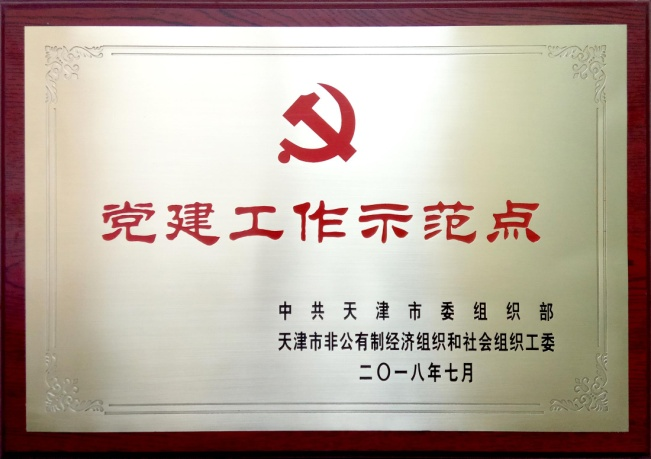 党建工作示范点
中共天津市委组织部
天津市非公有制经济组织和社会组织工委
二〇一八年七月